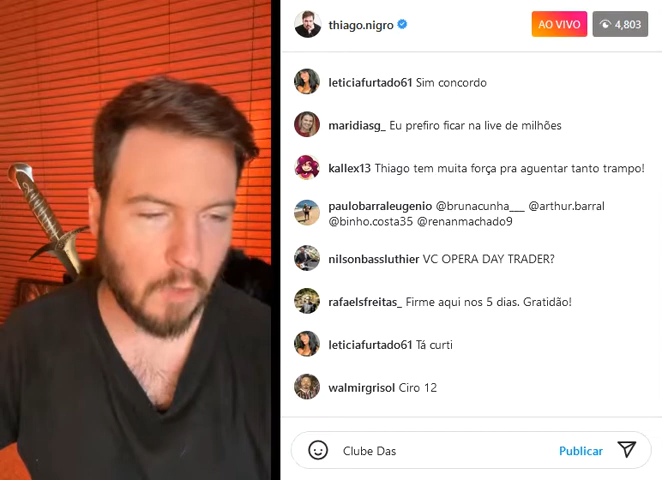 thiago.nigro
AO VIVO
4,803
leticiafurtado61 Sim concordo
maridiasg_ Eu prefiro ficar na live de milhões
kallex13 Thiago tem muita força pra aguentar tanto trampo!
paulobarraleugenio @brunacunha___ @arthur.barral
@binho.costa35 @renanmachado9
nilsonbassluthier VC OPERA DAY TRADER?
rafaelsfreitas_ Firme aqui nos 5 dias. Gratidão!
leticiafurtado61 Tá curti
walmirgrisol Ciro 12
Clube Das
Publicar